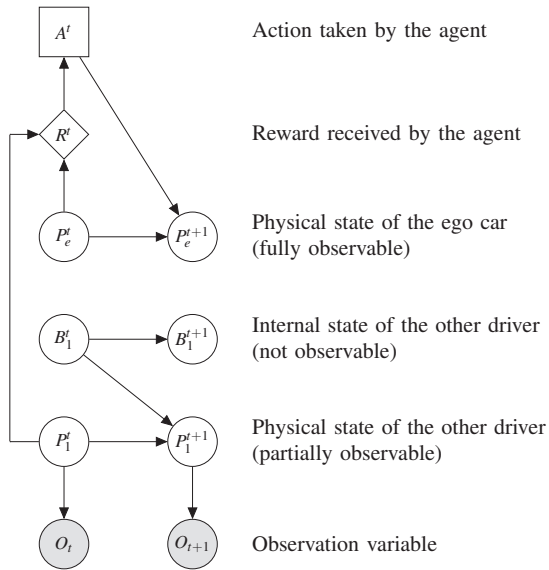 A^t Action taken by the agent
R^t Reward received by the agent
P_e^t P_e^{t+1} Physical state of the ego car
(fully observable)
B_1^t B_1^{t+1} Internal state of the other driver
(not observable)
P_1^t P_1^{t+1} Physical state of the other driver
(partially observable)
O_t O_{t+1} Observation variable